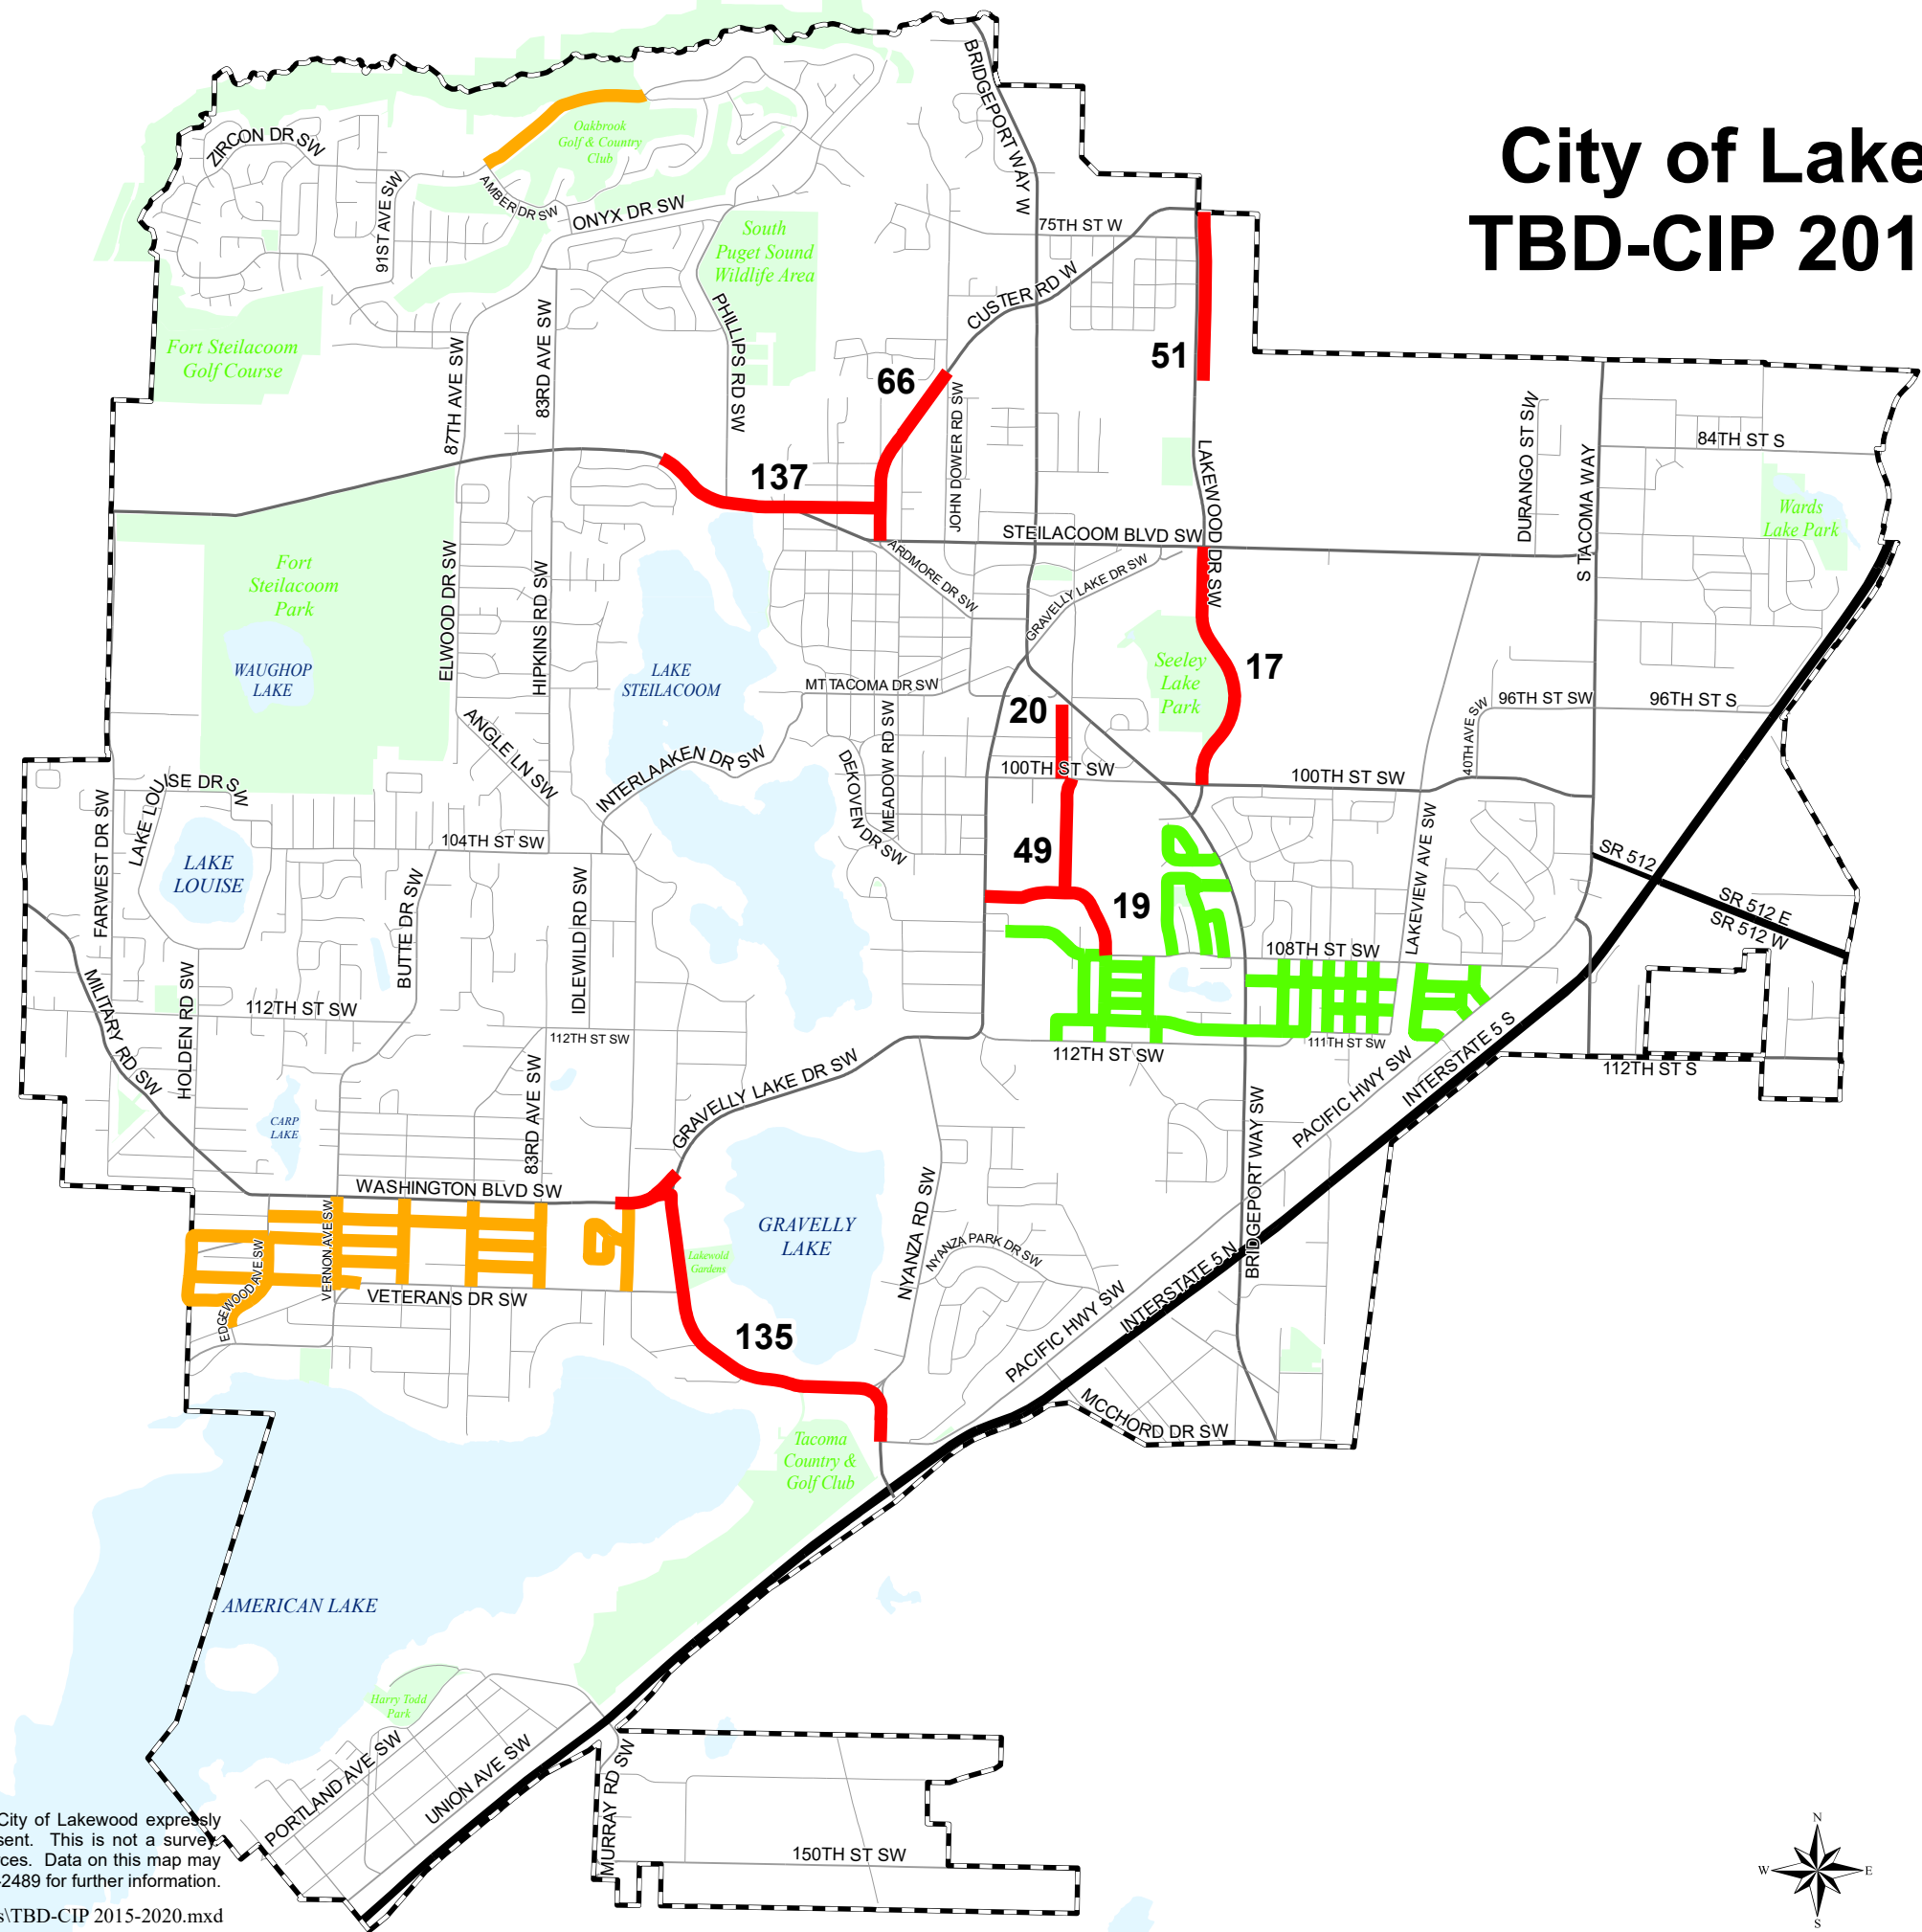 City of Lake
TBD-CIP 201
BRIDGEPORT WAY W
ZIRCON DR SW
Oakbrook
Golf & Country
Club
91ST AVE SW
AMBER DR SW
ONYX DR SW
South
Puget Sound
Wildlife Area
75TH ST W
CUSTER RD W
Fort Steilacoom
Golf Course
87TH AVE SW
83RD AVE SW
PHILLIPS RD SW
66
51
JOHN DOWER RD SW
137
LAKEWOOD DR SW
DURANGO ST SW
S TACOMA WAY
84TH ST S
Wards
Lake Park
STEILACOOM BLVD SW
ARDMORE DR SW
GRAVELLY LAKE DR SW
Fort
Steilacoom
Park
ELWOOD DR SW
HIPKINS RD SW
WAUGHOP
LAKE
LAKE
STEILACOOM
MT TACOMA DR SW
Seeley
Lake
Park
17
20
96TH ST SW
96TH ST S
40TH AVE SW
ANGLE LN SW
INTERLAAKEN DR SW
DEKOVEN DR SW
MEADOW RD SW
100TH ST SW
100TH ST SW
LAKE LOUISE DR SW
FARWEST DR SW
LAKE
LOUISE
104TH ST SW
49
19
LAKEVIEW AVE SW
SR 512
SR 512 E
SR 512 W
BUTTE DR SW
IDLEWILD RD SW
108TH ST SW
MILITARY RD SW
HOLDEN RD SW
112TH ST SW
112TH ST SW
112TH ST SW
111TH ST SW
INTERSTATE 5 S
PACIFIC HWY SW
112TH ST S
83RD AVE SW
GRAVELLY LAKE DR SW
CARP
LAKE
BRIDGEPORT WAY SW
WASHINGTON BLVD SW
VERNON AVE SW
EDGEWOOD AVE SW
VETERANS DR SW
GRAVELLY
LAKE
Lakewold
Gardens
NYANZA RD SW
NYANZA PARK DR SW
INTERSTATE 5 N
PACIFIC HWY SW
135
MCCHORD DR SW
Tacoma
Country &
Golf Club
AMERICAN LAKE
Harry Todd
Park
PORTLAND AVE SW
UNION AVE SW
MURRAY RD SW
150TH ST SW
City of Lakewood expressly
sent. This is not a survey.
rces. Data on this map may
-2489 for further information.
s\TBD-CIP 2015-2020.mxd
N
W
E
S